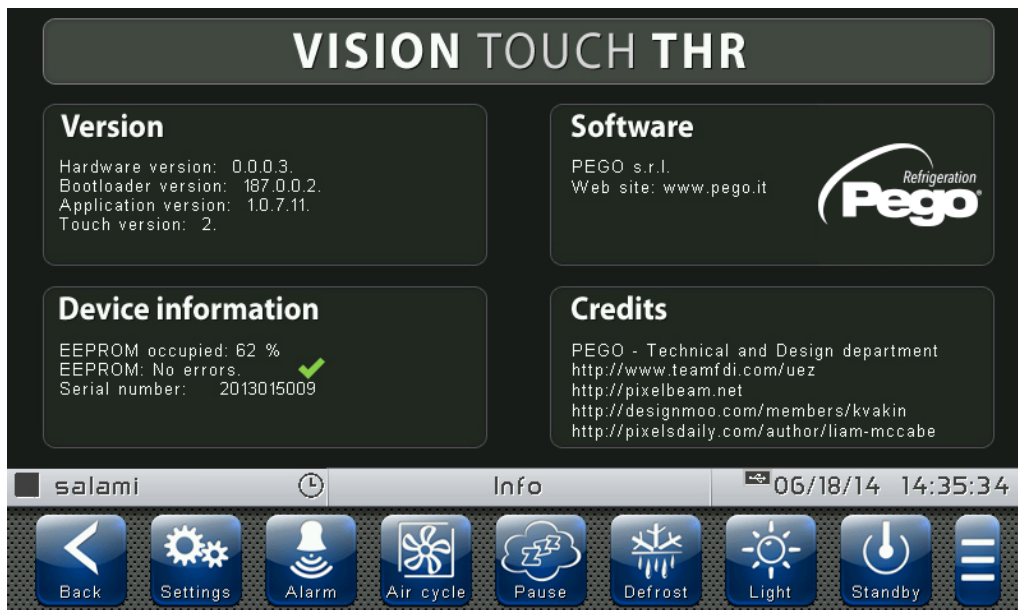 VISION TOUCH THR
Version
Hardware version: 0.0.0.3.
Bootloader version: 187.0.0.2.
Application version: 1.0.7.11.
Touch version: 2.
Software
PEGO s.r.l.
Web site: www.pego.it
Refrigeration
Pego
Device information
EEPROM occupied: 62 %
EEPROM: No errors.
Serial number: 2013015009
Credits
PEGO - Technical and Design department
http://www.teamfdi.com/uez
http://pixelbeam.net
http://designmoo.com/members/kvakin
http://pixelsdaily.com/author/liam-mccabe
salami Info 06/18/14 14:35:34
Back Settings Alarm Air cycle Pause Defrost Light Standby